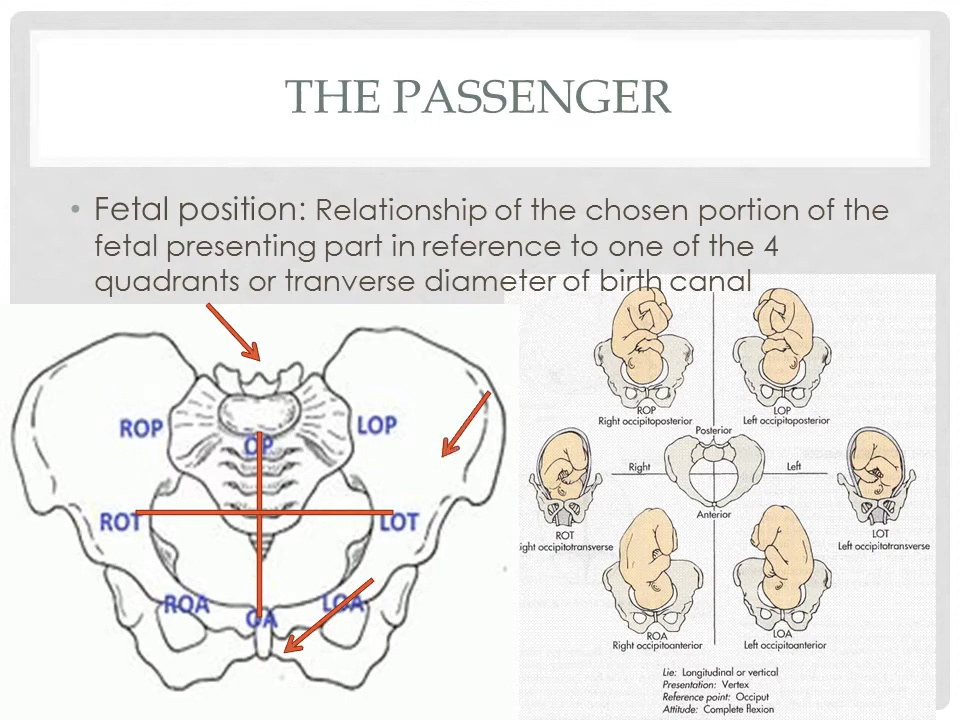 THE PASSENGER
• Fetal position: Relationship of the chosen portion of the
fetal presenting part in reference to one of the 4
quadrants or tranverse diameter of birth canal
ROP
LOP
OP
ROT
LOT
ROA
LOA
OA
ROP
Right occipitoposterior
LOP
Left occipitoposterior
Posterior
Right
Left
Anterior
ROT
ight occipitotransverse
LOT
Left occipitotransverse
ROA
Right occipitoanterior
LOA
Left occipitoanterior
Lie: Longitudinal or vertical
Presentation: Vertex
Reference point: Occiput
Attitude: Complete flexion